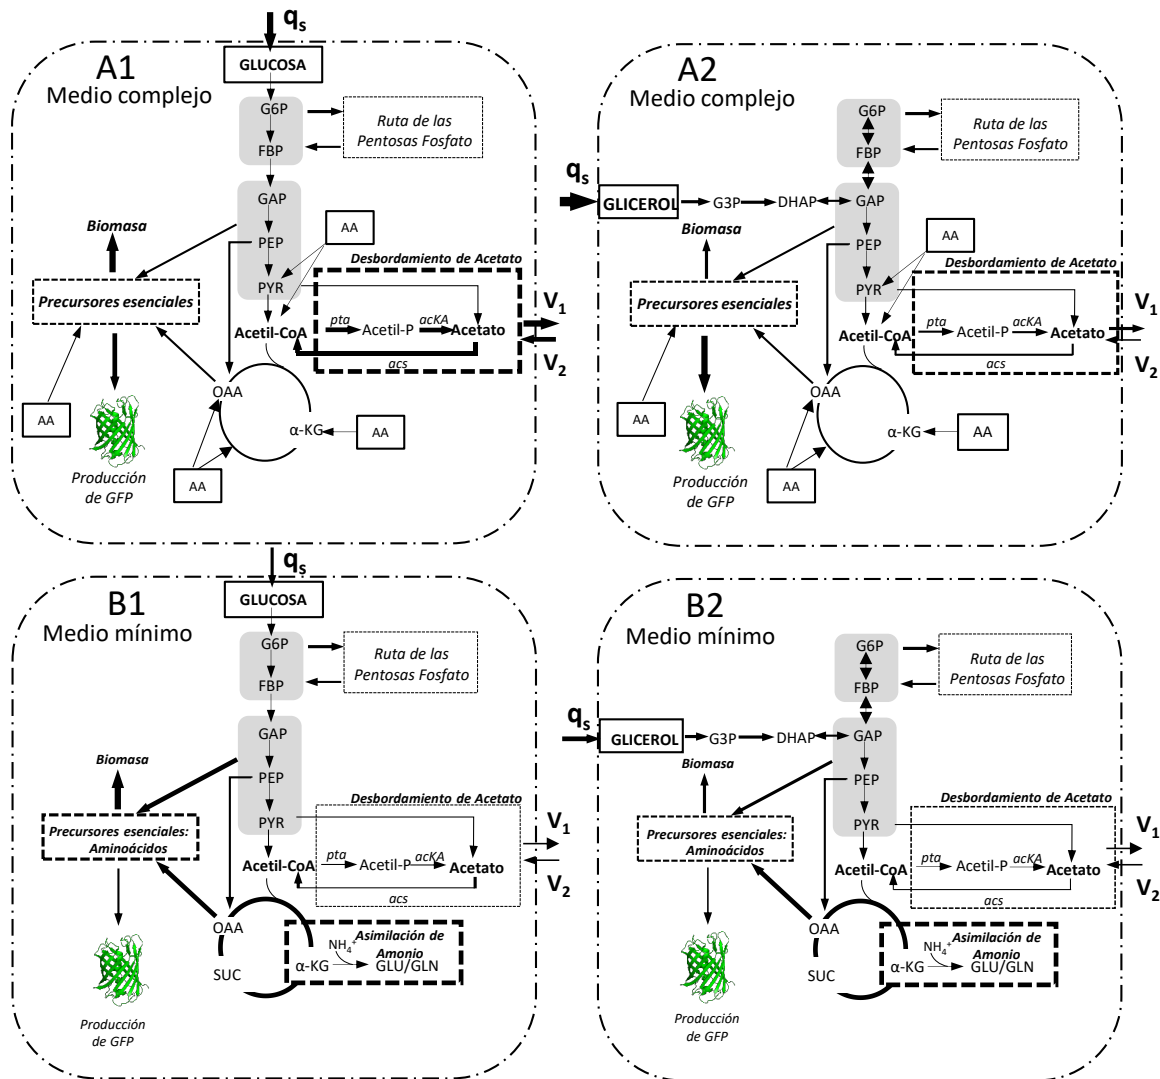 qs
A1
Medio complejo
GLUCOSA
G6P
FBP
Ruta de las
Pentosas Fosfato
GAP
PEP
PYR
AA
Biomasa
Precursores esenciales
Desbordamiento de Acetato
Acetil-CoA
pta
Acetil-P
acKA
Acetato
acs
V1
V2
OAA
α-KG
AA
AA
AA
Producción
de GFP
A2
Medio complejo
qs
GLICEROL
G3P
DHAP
GAP
G6P
FBP
Ruta de las
Pentosas Fosfato
PEP
PYR
AA
Biomasa
Precursores esenciales
Desbordamiento de Acetato
Acetil-CoA
pta
Acetil-P
acKA
Acetato
acs
V1
V2
OAA
α-KG
AA
AA
AA
Producción
de GFP
qs
B1
Medio mínimo
GLUCOSA
G6P
FBP
Ruta de las
Pentosas Fosfato
GAP
PEP
PYR
Biomasa
Precursores esenciales:
Aminoácidos
Desbordamiento de Acetato
Acetil-CoA
pta
Acetil-P
acKA
Acetato
acs
V1
V2
OAA
SUC
NH4+
Asimilación de
Amonio
α-KG
GLU/GLN
Producción
de GFP
B2
Medio mínimo
qs
GLICEROL
G3P
DHAP
GAP
G6P
FBP
Ruta de las
Pentosas Fosfato
PEP
PYR
Biomasa
Precursores esenciales:
Aminoácidos
Desbordamiento de Acetato
Acetil-CoA
pta
Acetil-P
acKA
Acetato
acs
V1
V2
OAA
SUC
NH4+
Asimilación de
Amonio
α-KG
GLU/GLN
Producción
de GFP